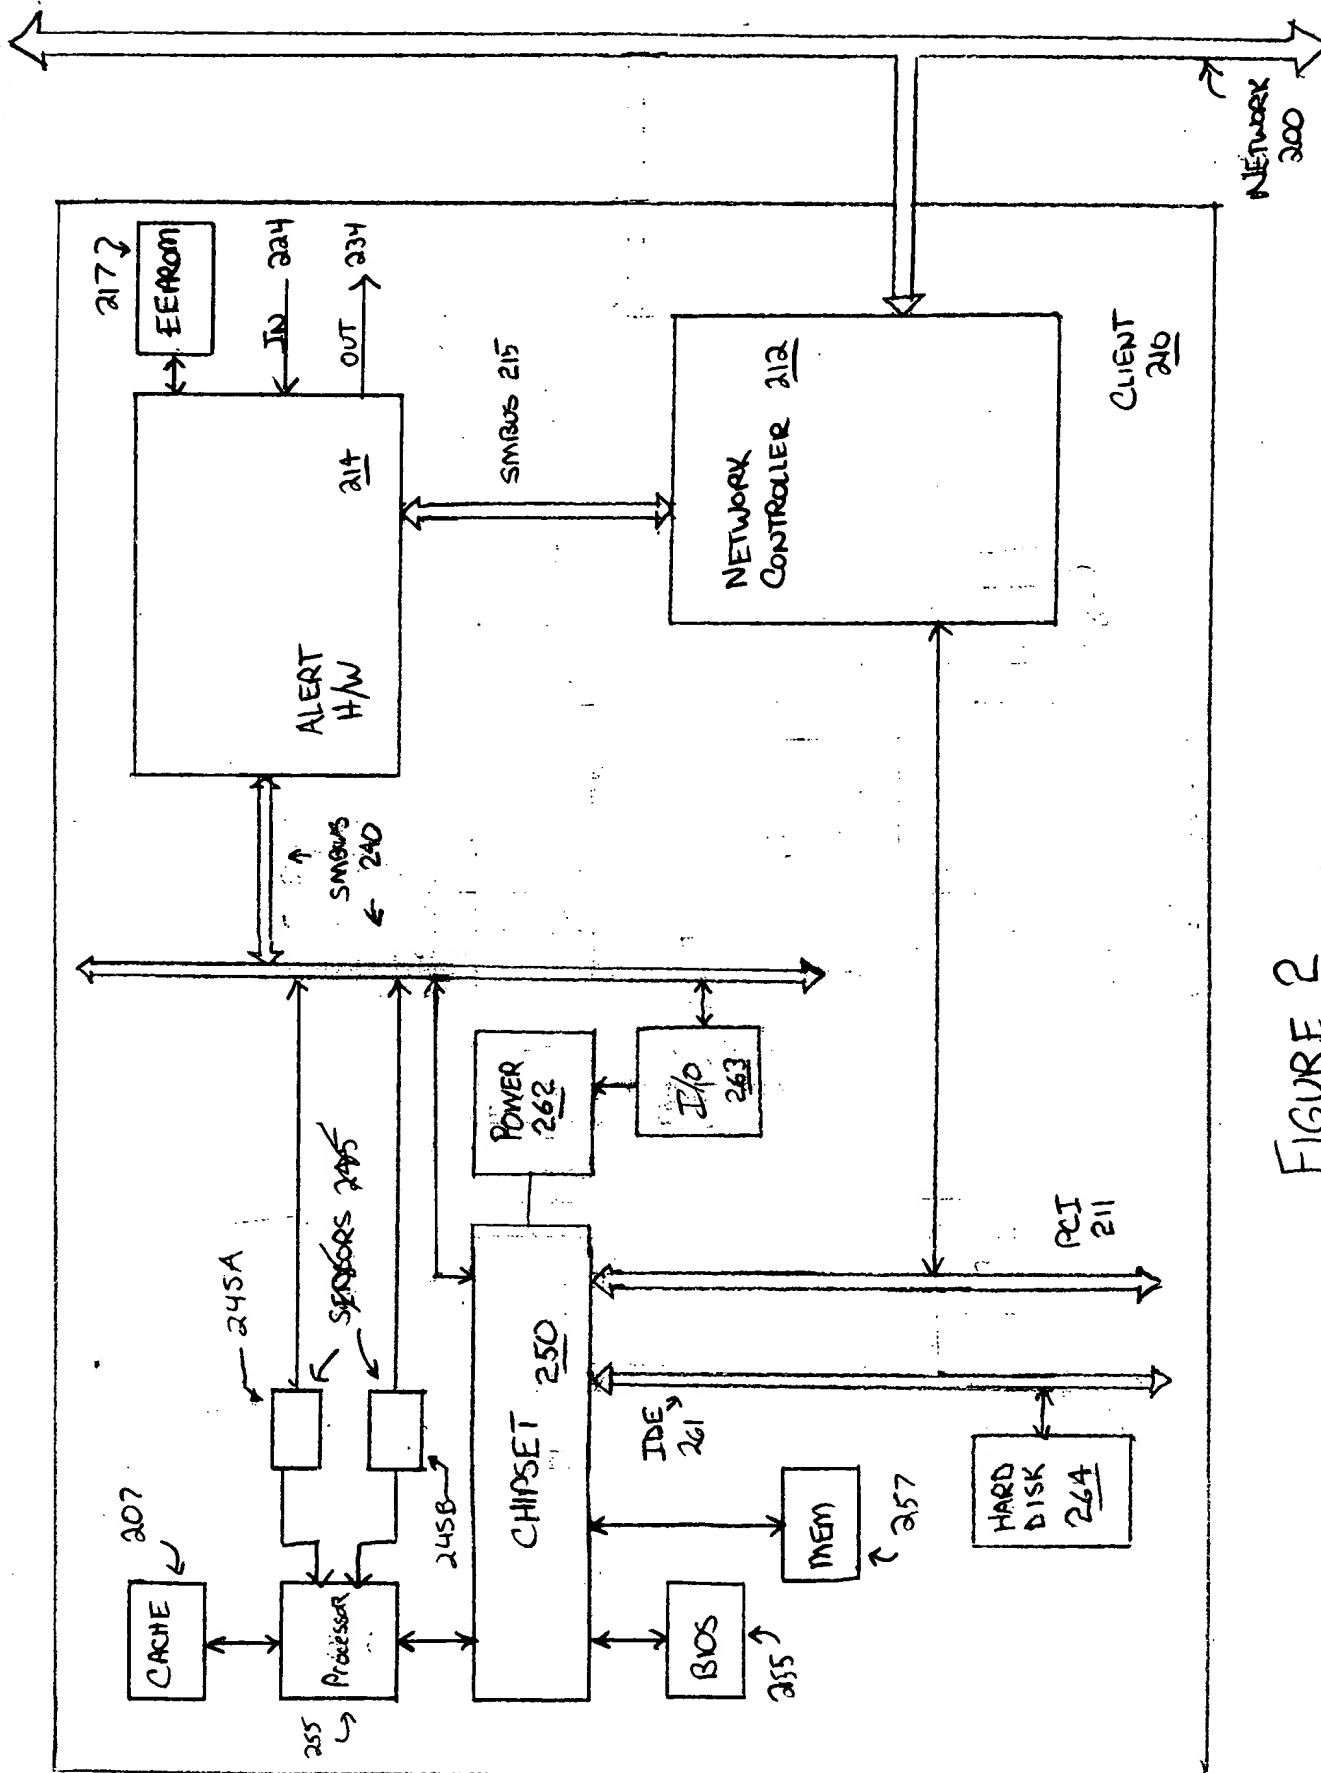 CACHE
207
Processor
255
245A
SENSORS 245
245B
CHIPSET 250
POWER
262
I/O
263
BIOS
255
MEM
257
IDE
261
HARD
DISK
264
PCI
211
SMBUS
240
ALERT
H/W
214
217
EEAROM
IN 224
OUT 234
SMBUS 215
NETWORK
CONTROLLER 212
CLIENT
210
NETWORK
200
FIGURE 2